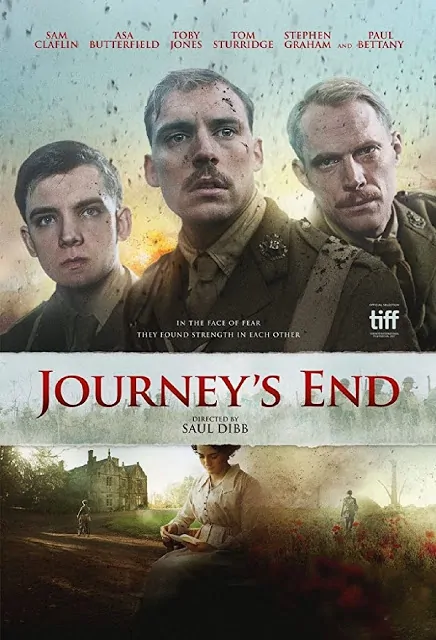 SAM CLAFLIN ASA BUTTERFIELD TOBY JONES TOM STURRIDGE STEPHEN GRAHAM AND PAUL BETTANY
IN THE FACE OF FEAR
THEY FOUND STRENGTH IN EACH OTHER
OFFICIAL SELECTION
tiff
JOURNEY'S END
DIRECTED BY
SAUL DIBB